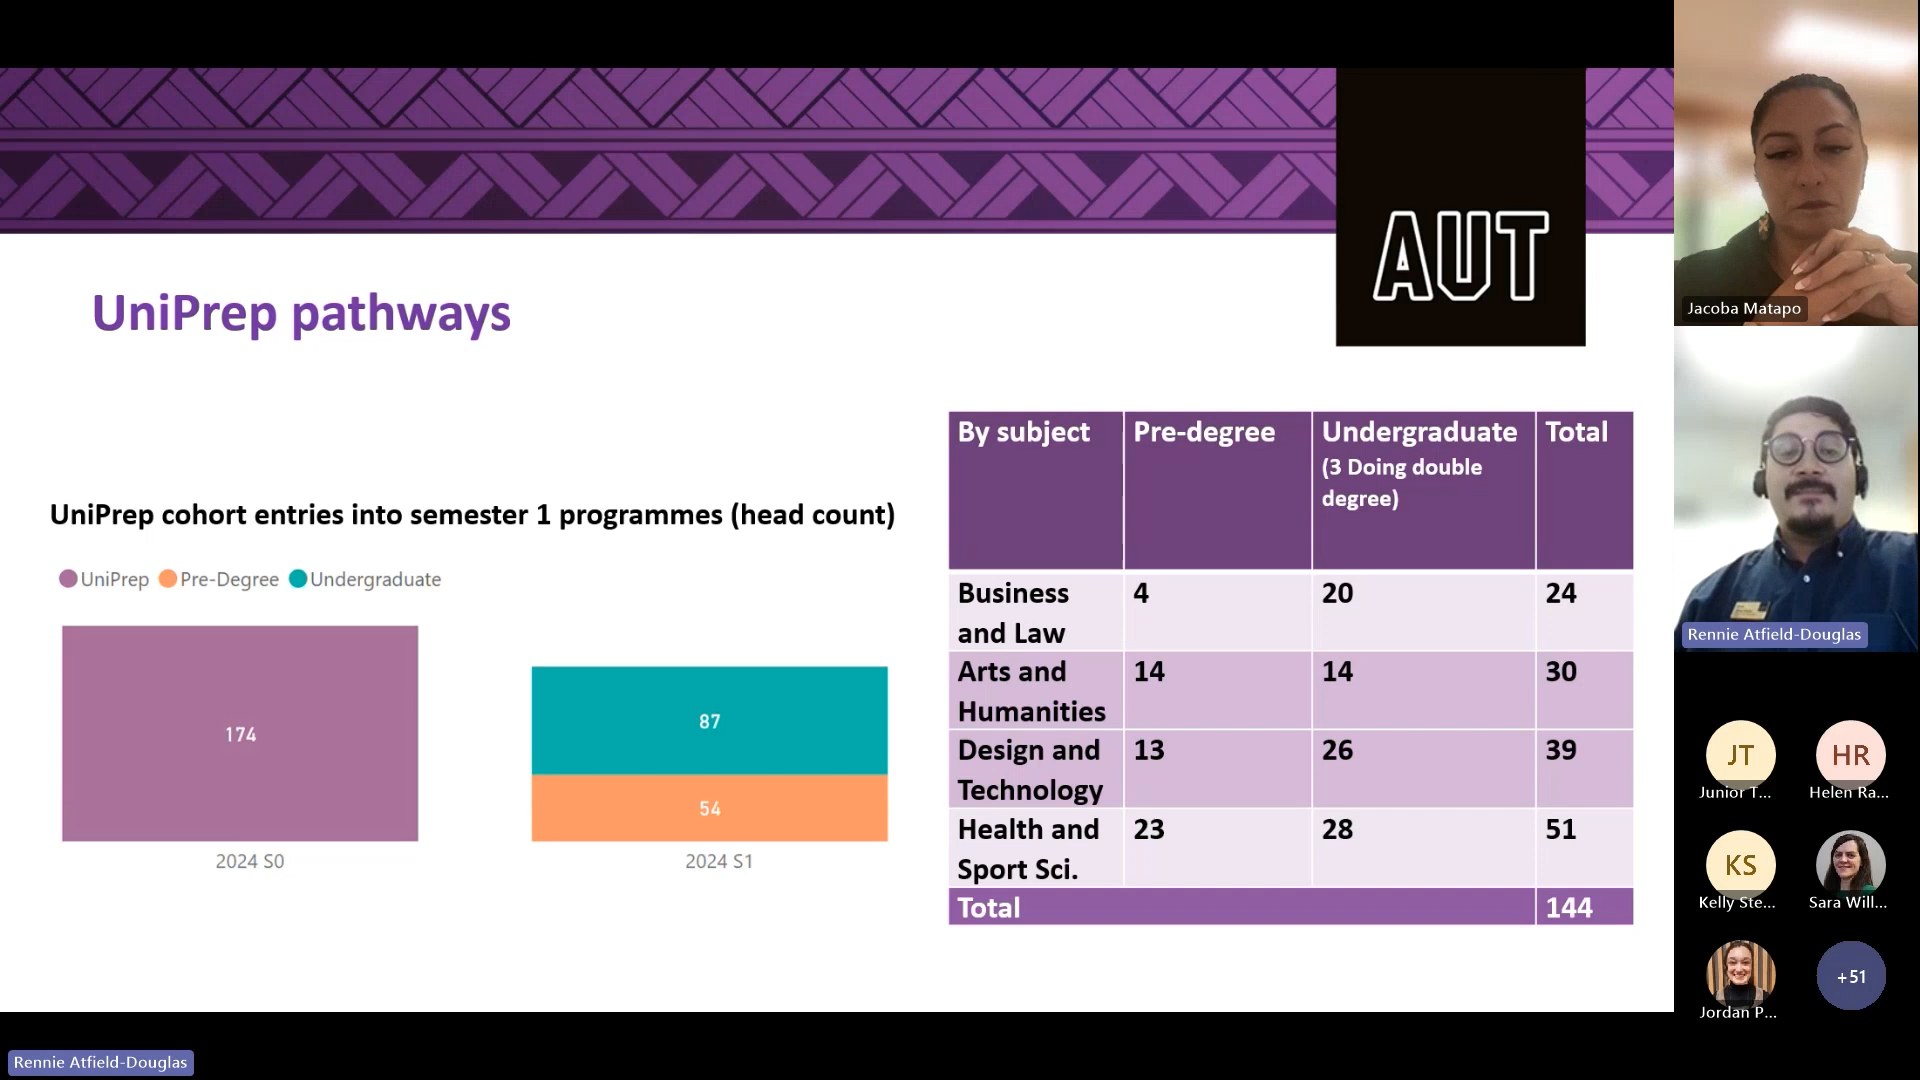 AUT
UniPrep pathways
UniPrep cohort entries into semester 1 programmes (head count)
UniPrep Pre-Degree Undergraduate
174
87
54
2024 S0 2024 S1
By subject Pre-degree Undergraduate Total
(3 Doing double
degree)
Business 4 20 24
and Law
Arts and 14 14 30
Humanities
Design and 13 26 39
Technology
Health and 23 28 51
Sport Sci.
Total 144
Jacoba Matapo
Rennie Atfield-Douglas
JT HR
Junior T... Helen Ra...
KS
Kelly Ste... Sara Will...
+51
Jordan P...
Rennie Atfield-Douglas